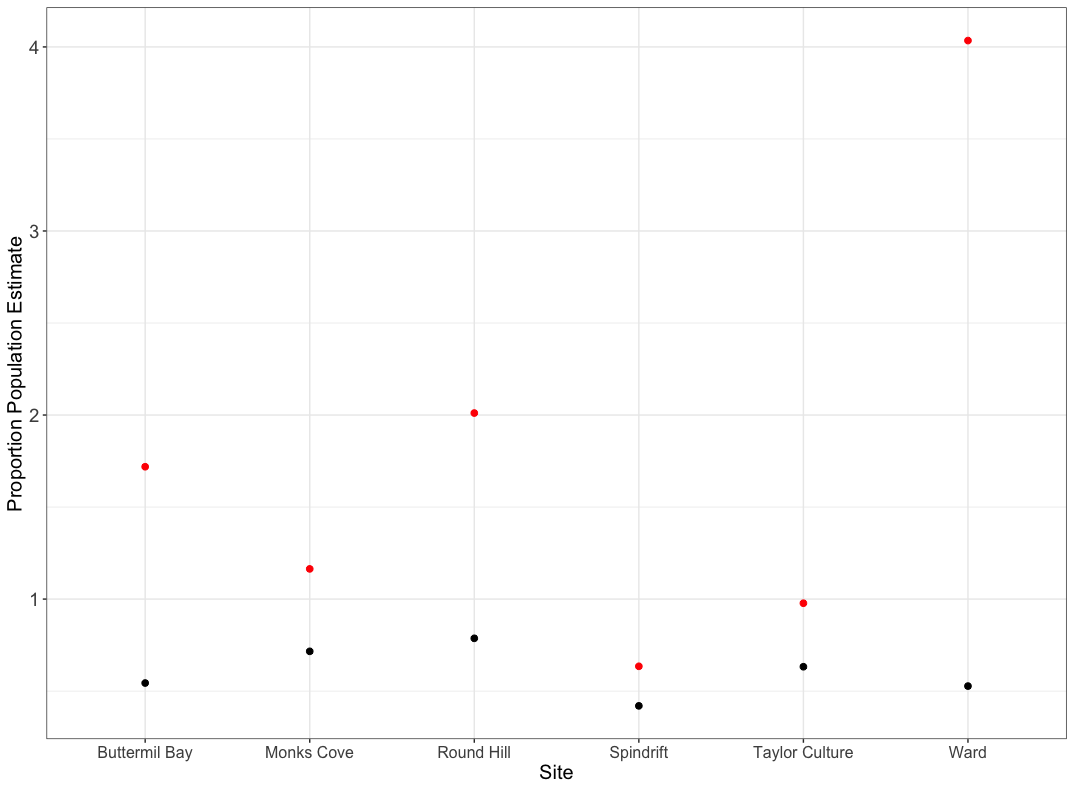 Proportion Population Estimate
4
3
2
1
Buttermil Bay Monks Cove Round Hill Spindrift Taylor Culture Ward
Site